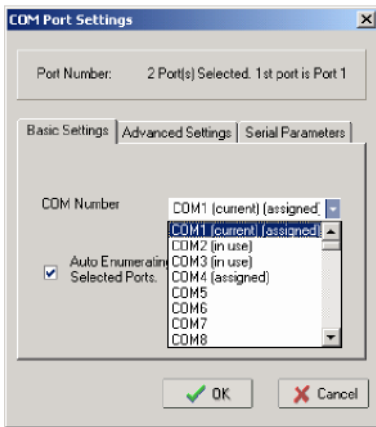 COM Port Settings
Port Number: 2 Port(s) Selected. 1st port is Port 1
Basic Settings Advanced Settings Serial Parameters
COM Number COM1 (current) (assigned)
COM1 (current) (assigned)
COM2 (in use)
COM3 (in use)
Auto Enumerating
COM4 (assigned)
Selected Ports.
COM5
COM6
COM7
COM8
OK Cancel